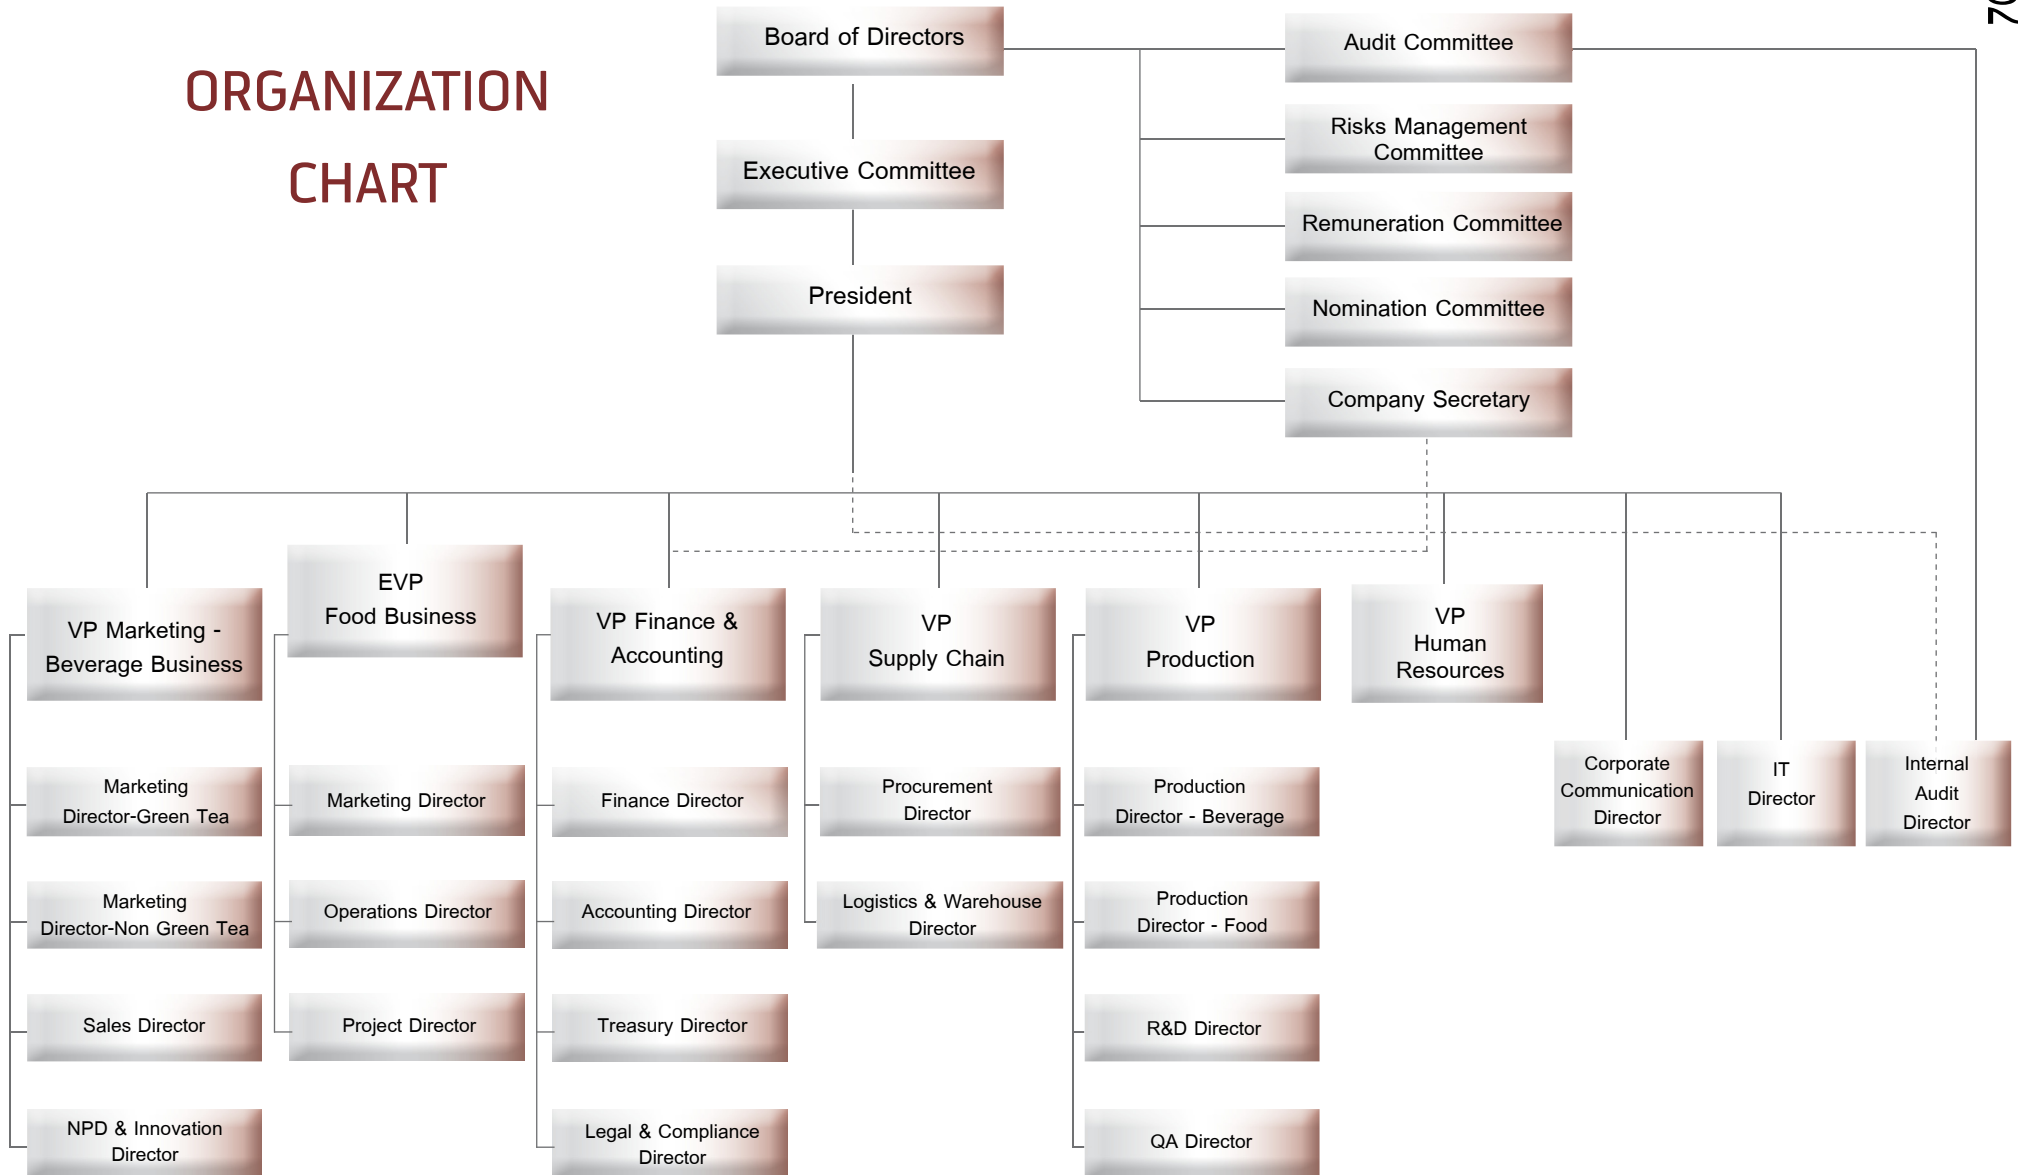 ORGANIZATION
CHART
Board of Directors
Executive Committee
President
Audit Committee
Risks Management
Committee
Remuneration Committee
Nomination Committee
Company Secretary
VP Marketing -
Beverage Business
Marketing
Director-Green Tea
Marketing
Director-Non Green Tea
Sales Director
NPD & Innovation
Director
EVP
Food Business
Marketing Director
Operations Director
Project Director
VP Finance &
Accounting
Finance Director
Accounting Director
Treasury Director
Legal & Compliance
Director
VP
Supply Chain
Procurement
Director
Logistics & Warehouse
Director
VP
Production
Production
Director - Beverage
Production
Director - Food
R&D Director
QA Director
VP
Human
Resources
Corporate
Communication
Director
IT
Director
Internal
Audit
Director